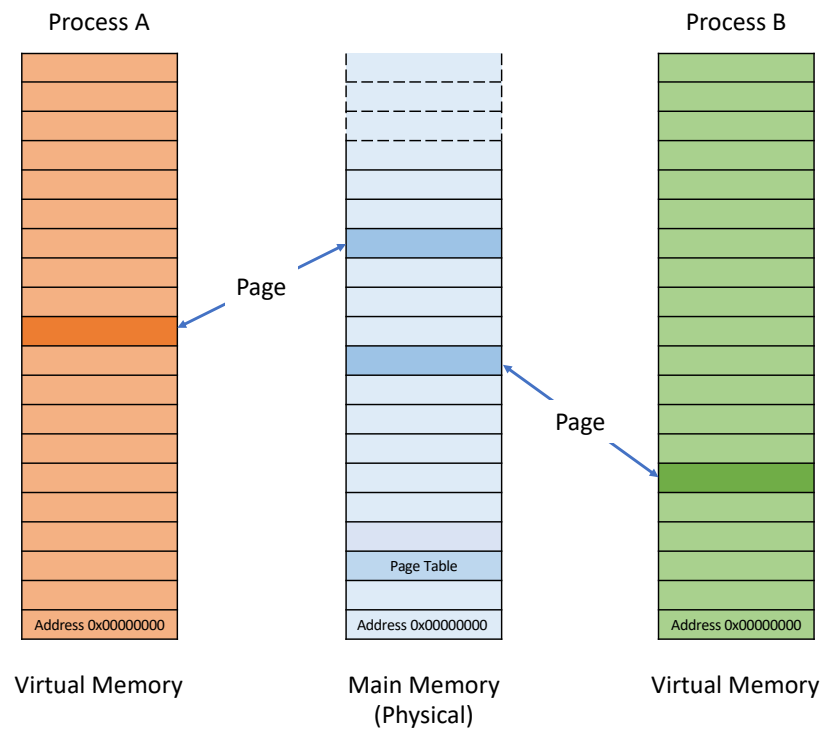 Process A
Process B
Page
Page
Page Table
Address 0x00000000
Address 0x00000000
Address 0x00000000
Virtual Memory
Main Memory
(Physical)
Virtual Memory